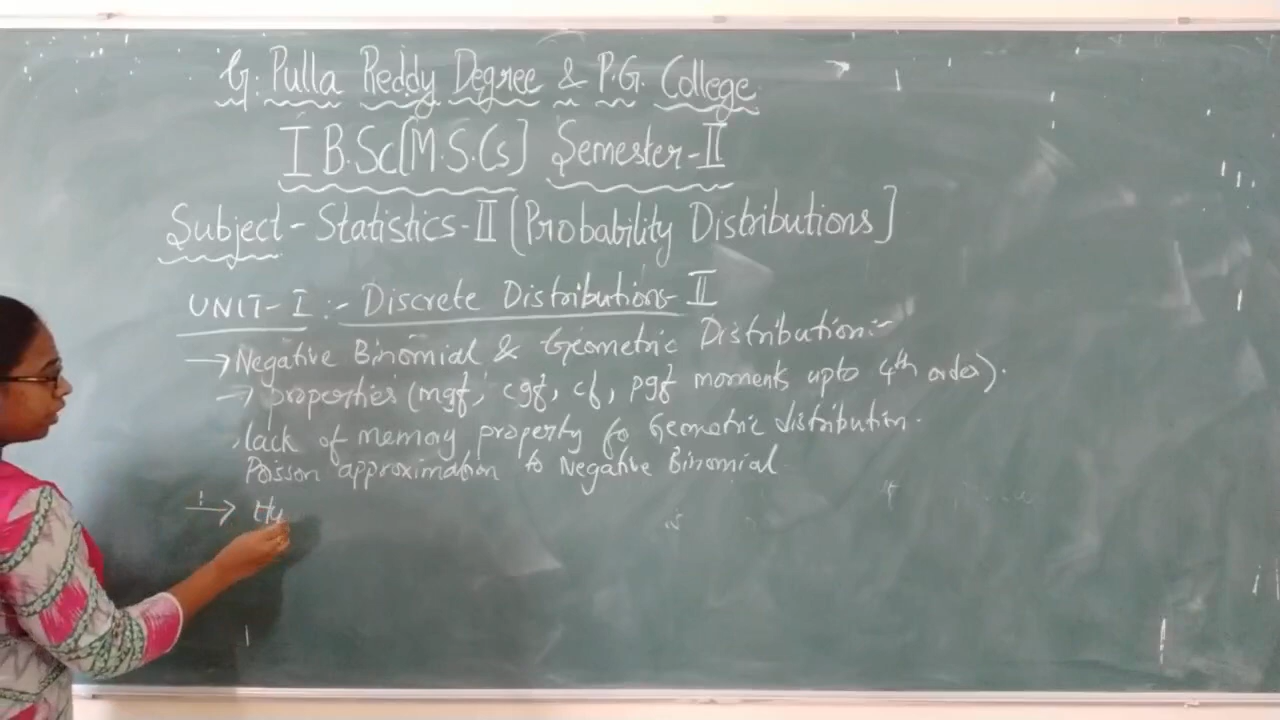 G. Pulla Reddy Degree & P.G. College
I B.Sc[M.S.Cs] Semester-II
Subject - Statistics-II [Probability Distributions]
UNIT-I :- Discrete Distributions-II
→ Negative Binomial & Geometric Distribution:-
→ properties (mgf, cgf, cf, pgf moments upto 4th order).
lack of memory property fo Geometric distribution.
Poisson approximation to Negative Binomial
→ Hy